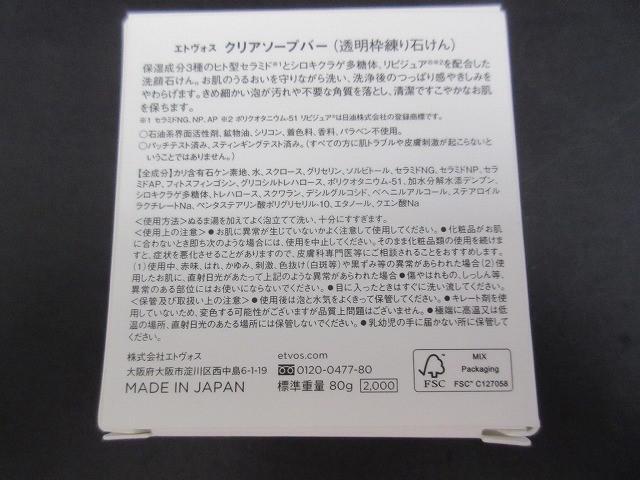 エトヴォス クリアソープバー（透明枠練り石けん）
保湿成分3種のヒト型セラミド※1とシロキクラゲ多糖体、リピジュア®※2を配合した
洗顔石けん。お肌のうるおいを守りながら洗い、洗浄後のつっぱり感やきしみを
やわらげます。きめ細かい泡が汚れや不要な角質を落とし、清潔ですこやかなお肌
を保ちます。
※1 セラミドNG、NP、AP ※2 ポリクオタニウム-51 リピジュア®は日油株式会社の登録商標です。
○石油系界面活性剤、鉱物油、シリコン、着色料、香料、パラベン不使用。
○パッチテスト済み、スティンギングテスト済み。（すべての方に肌トラブルや皮膚刺激が起こらないと
いうことではありません。）
【全成分】カリ含有石ケン素地、水、スクロース、グリセリン、ソルビトール、セラミドNG、セラミドNP、セラ
ミドAP、フィトスフィンゴシン、グリコシルトレハロース、ポリクオタニウム-51、加水分解水添デンプン、
シロキクラゲ多糖体、トレハロース、スクワラン、デシルグルコシド、ベヘニルアルコール、ステアロイル
ラクチレートNa、ペンタステアリン酸ポリグリセリル-10、エタノール、クエン酸Na
〈使用方法〉ぬるま湯を加えてよく泡立てて洗い、十分にすすぎます。
〈使用上の注意〉●お肌に異常が生じていないかよく注意して使用してください。●化粧品がお肌
に合わないとき即ち次のような場合には、使用を中止してください。そのまま化粧品類の使用を続けま
すと、症状を悪化させることがありますので、皮膚科専門医等にご相談されることをおすすめします。
（1）使用中、赤味、はれ、かゆみ、刺激、色抜け（白斑等）や黒ずみ等の異常があらわれた場合（2）使
用したお肌に、直射日光があたって上記のような異常があらわれた場合●傷やはれもの、しっしん等、
異常のある部位にはお使いにならないでください。●目に入ったときはすぐに洗い流してください。
〈保管及び取扱い上の注意〉●使用後は泡と水気をよくきって保管してください。●キレート剤を使
用していないため、変色する可能性がございますが品質上問題はございません。●極端に高温又は低
温の場所、直射日光のあたる場所には保管しないでください。●乳幼児の手に届かない所に保管して
ください。
株式会社エトヴォス
大阪府大阪市淀川区西中島6-1-19
MADE IN JAPAN
etvos.com
0120-0477-80
標準重量 80g 2,000
FSC
MIX
Packaging
FSC™ C127058